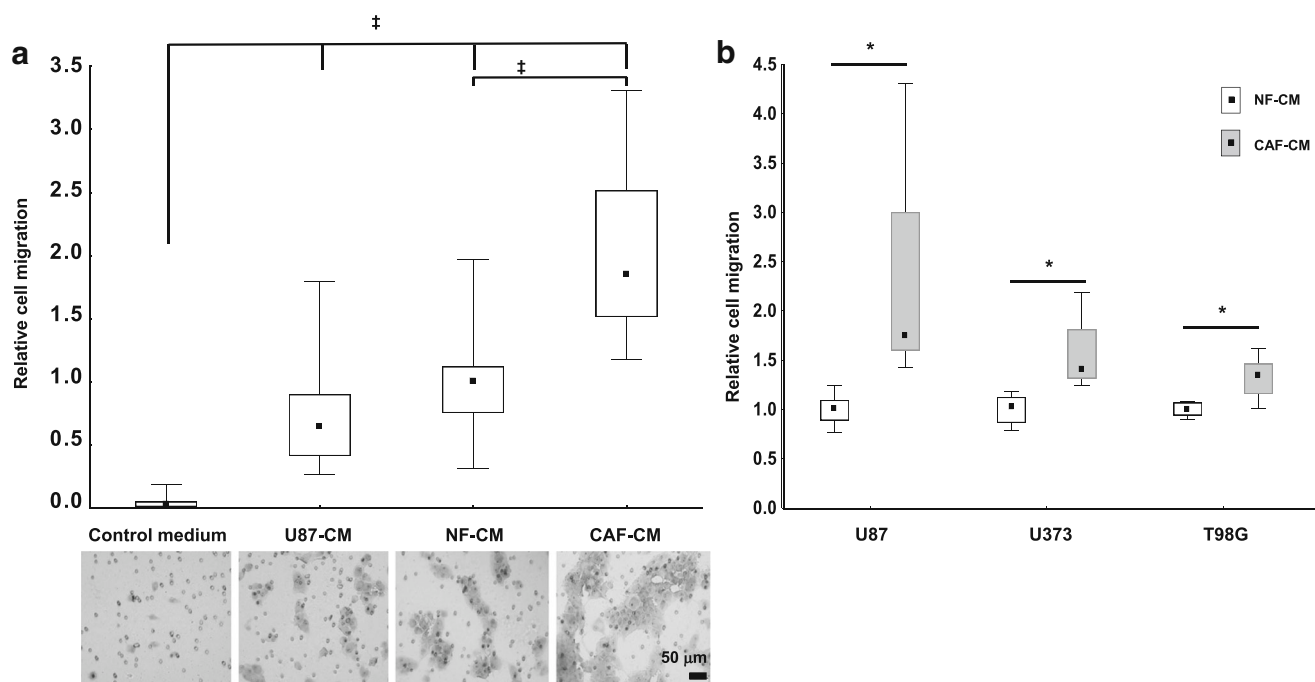 a
‡
‡
Relative cell migration
3.5
3.0
2.5
2.0
1.5
1.0
0.5
0.0
Control medium
U87-CM
NF-CM
CAF-CM
50 μm
b
*
*
*
NF-CM
CAF-CM
Relative cell migration
4.5
4.0
3.5
3.0
2.5
2.0
1.5
1.0
0.5
0.0
U87
U373
T98G